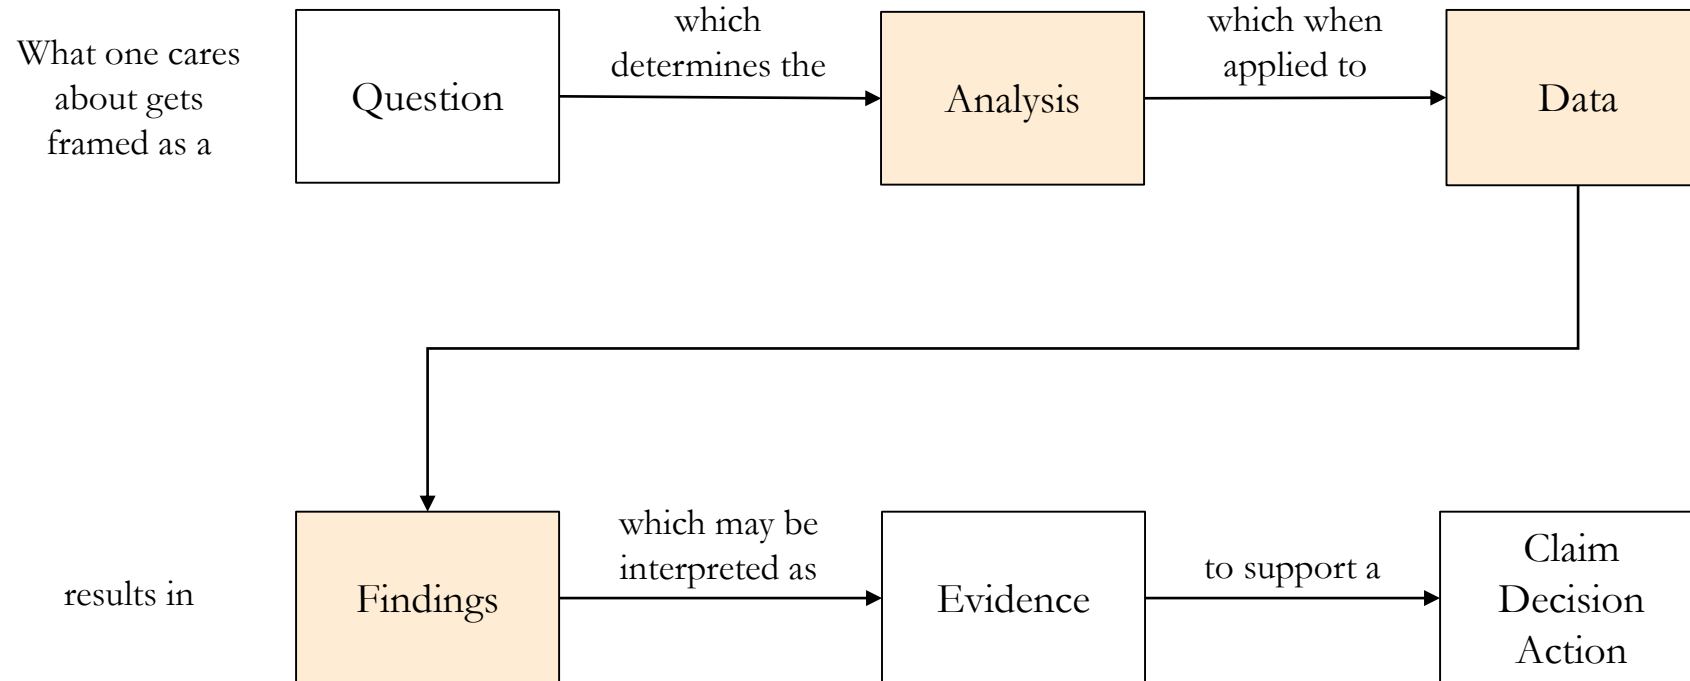 What one cares
about gets
framed as a
Question
which
determines the
Analysis
which when
applied to
Data
results in
Findings
which may be
interpreted as
Evidence
to support a
Claim
Decision
Action